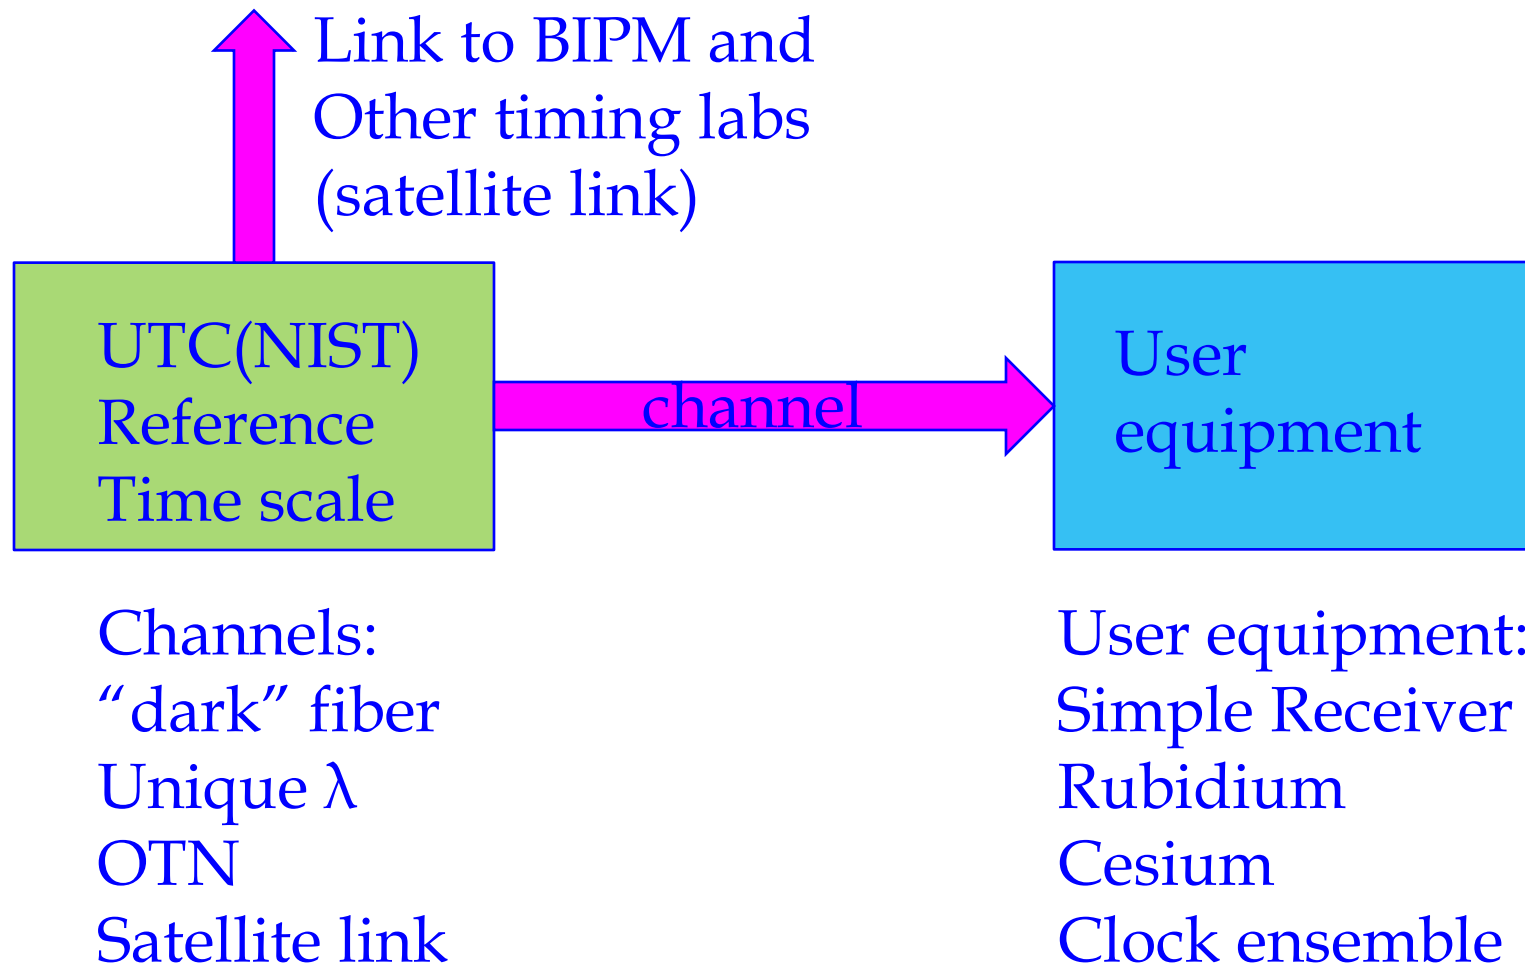 Link to BIPM and
Other timing labs
(satellite link)
UTC(NIST)
Reference
Time scale
channel
User
equipment
Channels:
“dark” fiber
Unique λ
OTN
Satellite link
User equipment:
Simple Receiver
Rubidium
Cesium
Clock ensemble